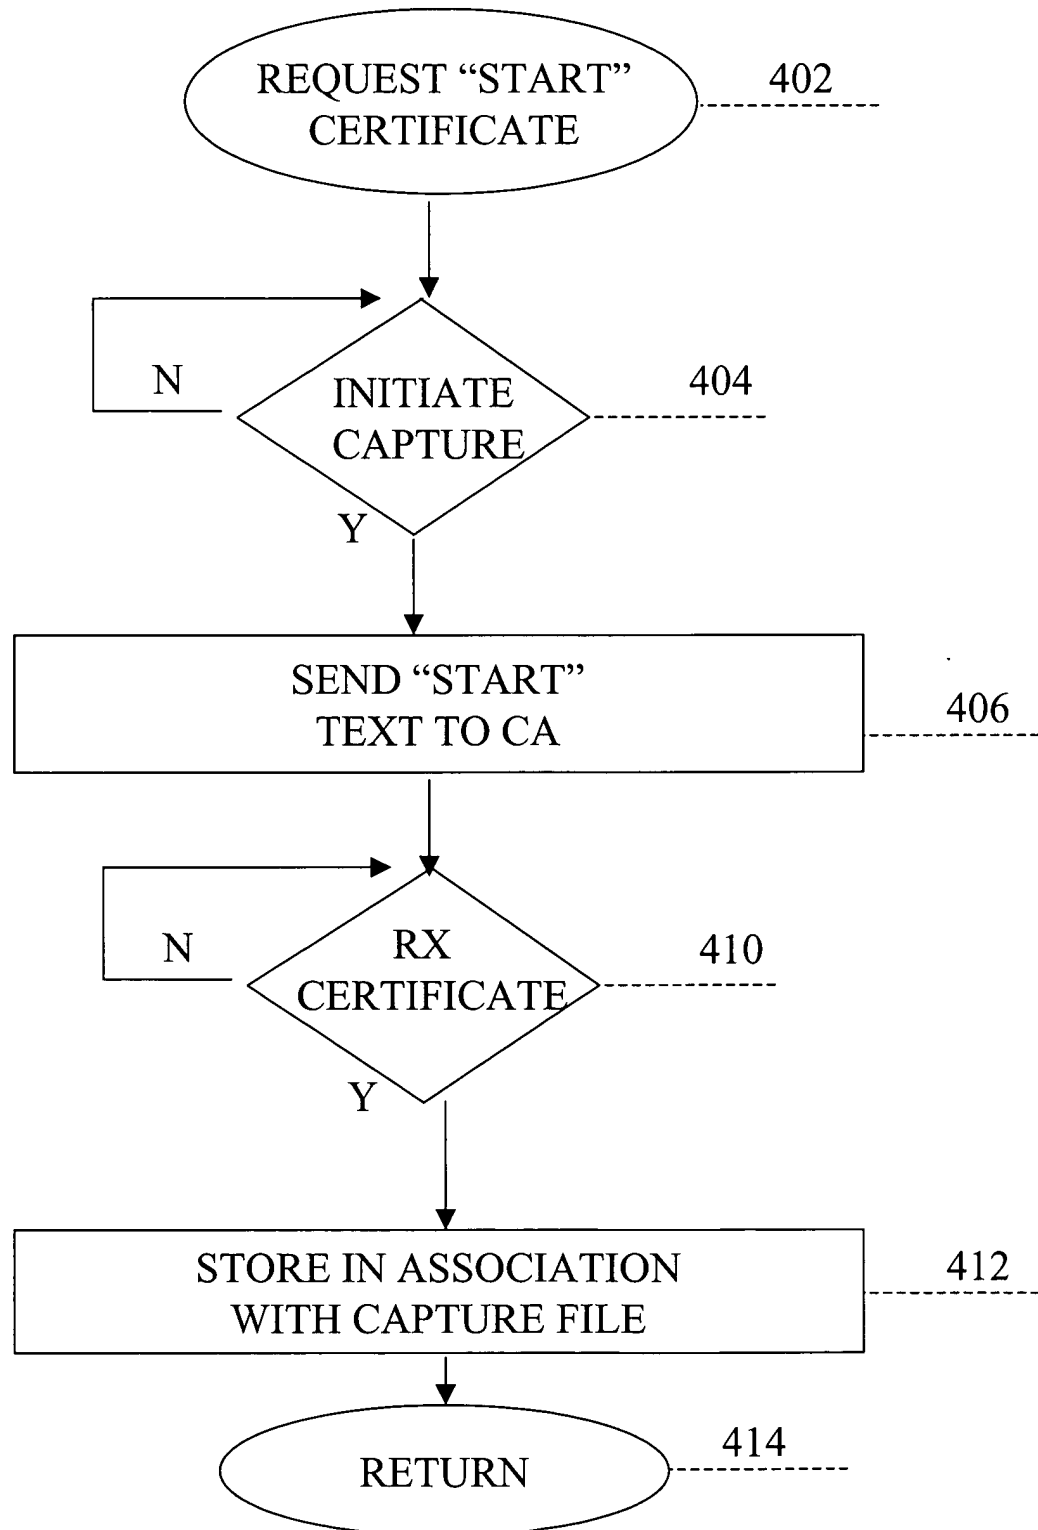 REQUEST “START”
CERTIFICATE
402
N
INITIATE
CAPTURE
404
Y
SEND “START”
TEXT TO CA
406
N
RX
CERTIFICATE
410
Y
STORE IN ASSOCIATION
WITH CAPTURE FILE
412
RETURN
414